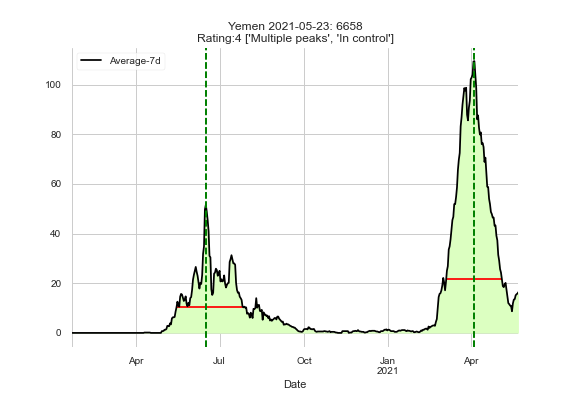 Yemen 2021-05-23: 6658
Rating:4 ['Multiple peaks', 'In control']
Average-7d
100
80
60
40
20
0
Apr
Jul
Oct
Jan
2021
Apr
Date